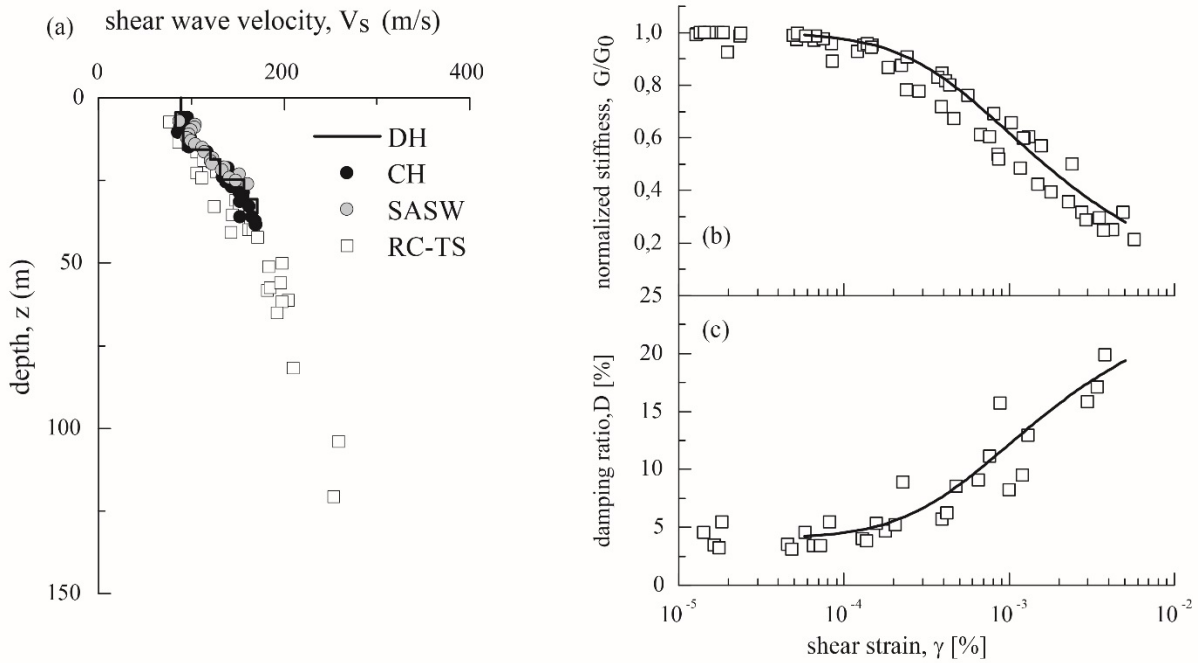 (a)
shear wave velocity, Vs (m/s)
0
200
400
0
50
100
150
depth, z (m)
DH
CH
SASW
RC-TS
normalized stiffness, G/G0
1,0
0,8
0,6
0,4
0,2
(b)
damping ratio,D [%]
25
20
15
10
5
0
(c)
10-5
10-4
10-3
10-2
shear strain, γ [%]